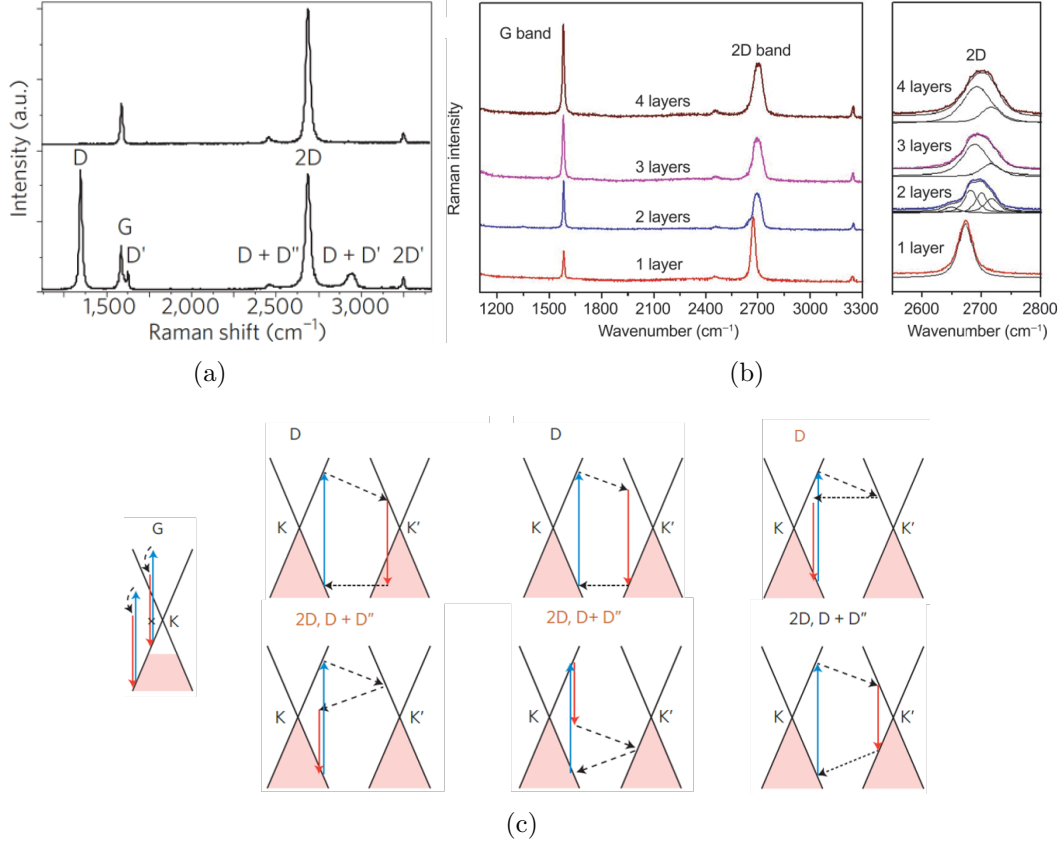 Intensity (a.u.)
D
G
D'
D + D"
2D
D + D'
2D'
1,500 2,000 2,500 3,000
Raman shift (cm⁻¹)
(a)
Raman intensity
G band
2D band
4 layers
3 layers
2 layers
1 layer
1200 1500 1800 2100 2400 2700 3000 3300
Wavenumber (cm⁻¹)
2D
4 layers
3 layers
2 layers
1 layer
2600 2700 2800
Wavenumber (cm⁻¹)
(b)
G
K
D
K K'
D
K K'
D
K K'
2D, D + D"
K K'
2D, D+ D"
K K'
2D, D + D"
K K'
(c)